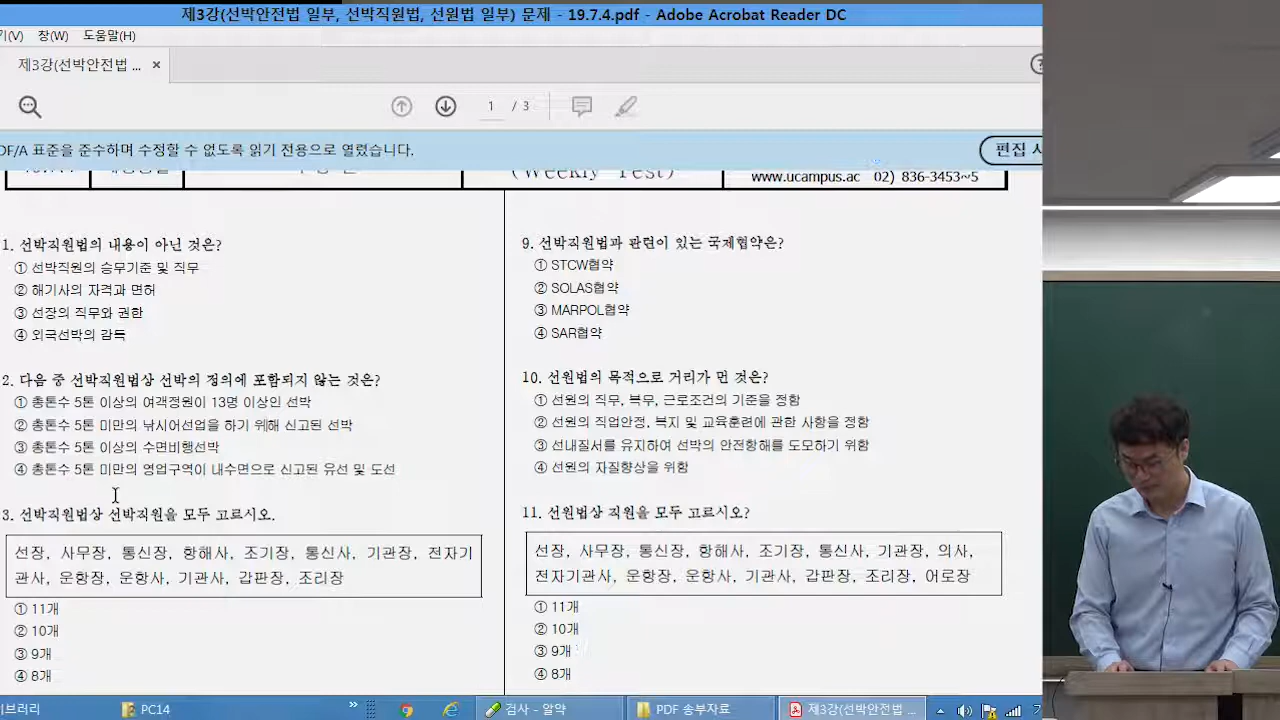 제3강(선박안전법 일부, 선박직원법, 선원법 일부) 문제 - 19.7.4.pdf - Adobe Acrobat Reader DC
기(V) 창(W) 도움말(H)
제3강(선박안전법 ... ×
1 / 3
DF/A 표준을 준수하며 수정할 수 없도록 읽기 전용으로 열렸습니다.
편집
(Weekly Test)
www.ucampus.ac 02) 836-3453~5
1. 선박직원법의 내용이 아닌 것은?
① 선박직원의 승무기준 및 직무
② 해기사의 자격과 면허
③ 선장의 직무와 권한
④ 외국선박의 감독
2. 다음 중 선박직원법상 선박의 정의에 포함되지 않는 것은?
① 총톤수 5톤 이상의 여객정원이 13명 이상인 선박
② 총톤수 5톤 미만의 낚시어선업을 하기 위해 신고된 선박
③ 총톤수 5톤 이상의 수면비행선박
④ 총톤수 5톤 미만의 영업구역이 내수면으로 신고된 유선 및 도선
3. 선박직원법상 선박직원을 모두 고르시오.
선장, 사무장, 통신장, 항해사, 조기장, 통신사, 기관장, 전자기
관사, 운항장, 운항사, 기관사, 갑판장, 조리장
① 11개
② 10개
③ 9개
④ 8개
9. 선박직원법과 관련이 있는 국제협약은?
① STCW협약
② SOLAS협약
③ MARPOL협약
④ SAR협약
10. 선원법의 목적으로 거리가 먼 것은?
① 선원의 직무, 복무, 근로조건의 기준을 정함
② 선원의 직업안정, 복지 및 교육훈련에 관한 사항을 정함
③ 선내질서를 유지하여 선박의 안전항해를 도모하기 위함
④ 선원의 자질향상을 위함
11. 선원법상 직원을 모두 고르시오?
선장, 사무장, 통신장, 항해사, 조기장, 통신사, 기관장, 의사,
전자기관사, 운항장, 운항사, 기관사, 갑판장, 조리장, 어로장
① 11개
② 10개
③ 9개
④ 8개
이브러리 PC14 » 검사 - 알약 PDF 송부자료 제3강(선박안전법 ...